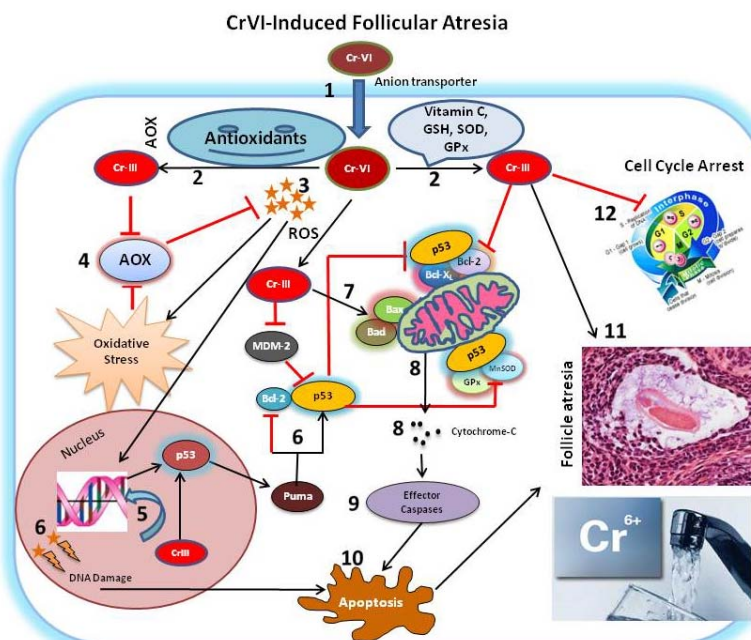 CrVI-Induced Follicular Atresia
Cr-VI
1
Anion transporter
AOX
Antioxidants
Vitamin C,
GSH, SOD,
GPx
Cr-III
2
3
Cr-VI
2
Cr-III
Cell Cycle Arrest
ROS
12
Interphase
S
G1
G2
4
AOX
p53
Bcl-2
Bcl-XL
Cr-III
7
Bax
Bad
11
MDM-2
Oxidative
Stress
8
p53
MnSOD
GPx
Bcl-2
p53
Follicle atresia
Nucleus
6
8
Cytochrome-C
p53
Puma
5
6
9
Effector
Caspases
CrIII
Cr6+
DNA Damage
10
Apoptosis